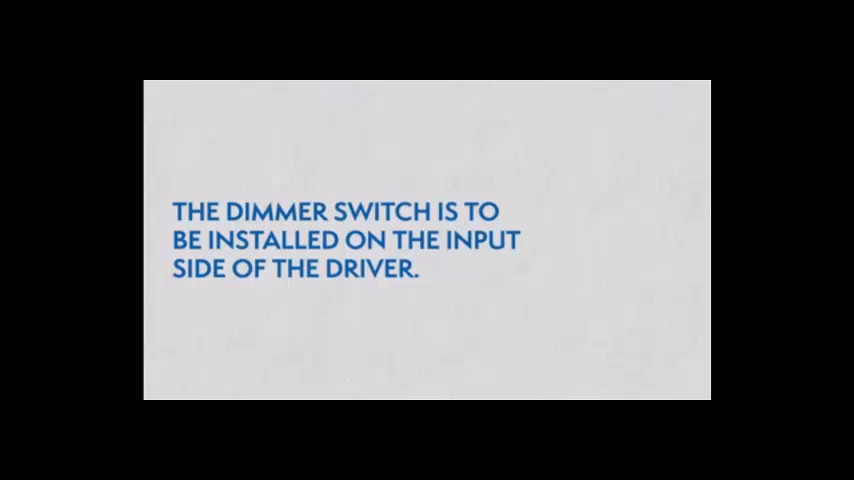 THE DIMMER SWITCH IS TO
BE INSTALLED ON THE INPUT
SIDE OF THE DRIVER.